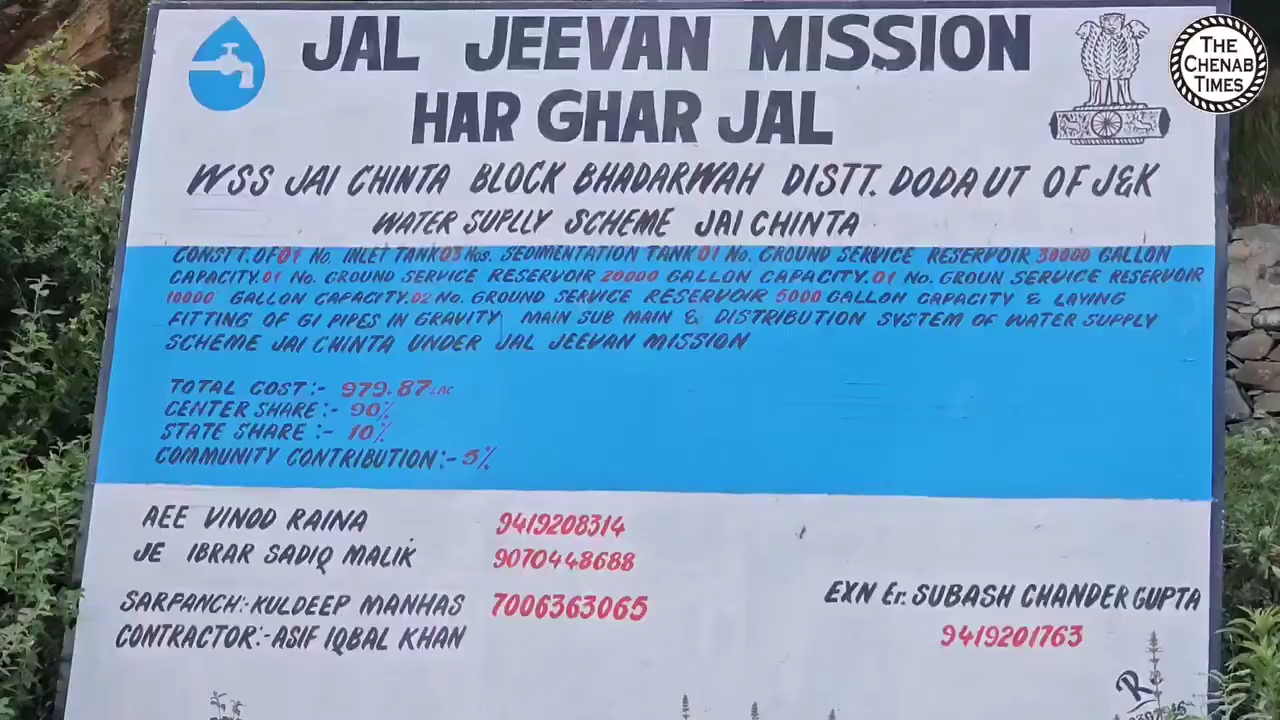 JAL JEEVAN MISSION
HAR GHAR JAL
THE CHENAB TIMES
WSS JAI CHINTA BLOCK BHADARWAH DISTT. DODA UT OF J&K
WATER SUPLLY SCHEME JAI CHINTA
CONSTT. OF 01 No. INLET TANK 03 Nos. SEDIMENTATION TANK 01 No. GROUND SERVICE RESERVOIR 30000 GALLON
CAPACITY. 01 No. GROUND SERVICE RESERVOIR 20000 GALLON CAPACITY. 01 No. GROUN SERVICE RESERVOIR
10000 GALLON CAPACITY. 02 No. GROUND SERVICE RESERVOIR 5000 GALLON CAPACITY & LAYING
FITTING OF GI PIPES IN GRAVITY MAIN SUB MAIN & DISTRIBUTION SYSTEM OF WATER SUPPLY
SCHEME JAI CHINTA UNDER JAL JEEVAN MISSION
TOTAL COST:- 979.87 LAC
CENTER SHARE:- 90%
STATE SHARE:- 10%
COMMUNITY CONTRIBUTION:- 5%
AEE VINOD RAINA 9419208314
JE IBRAR SADIQ MALIK 9070448688
SARPANCH:-KULDEEP MANHAS 7006363065
CONTRACTOR:-ASIF IQBAL KHAN
EXN Er. SUBASH CHANDER GUPTA
9419201763